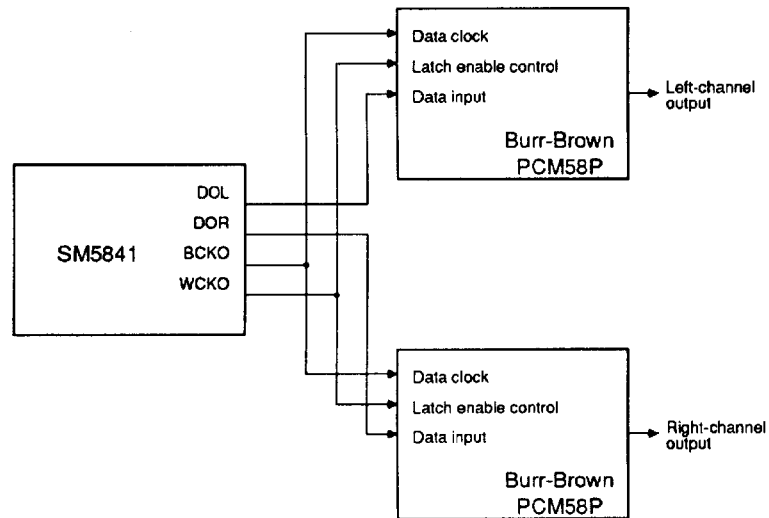 Data clock
Latch enable control
Data input
Left-channel
output
Burr-Brown
PCM58P
SM5841
DOL
DOR
BCKO
WCKO
Data clock
Latch enable control
Data input
Right-channel
output
Burr-Brown
PCM58P